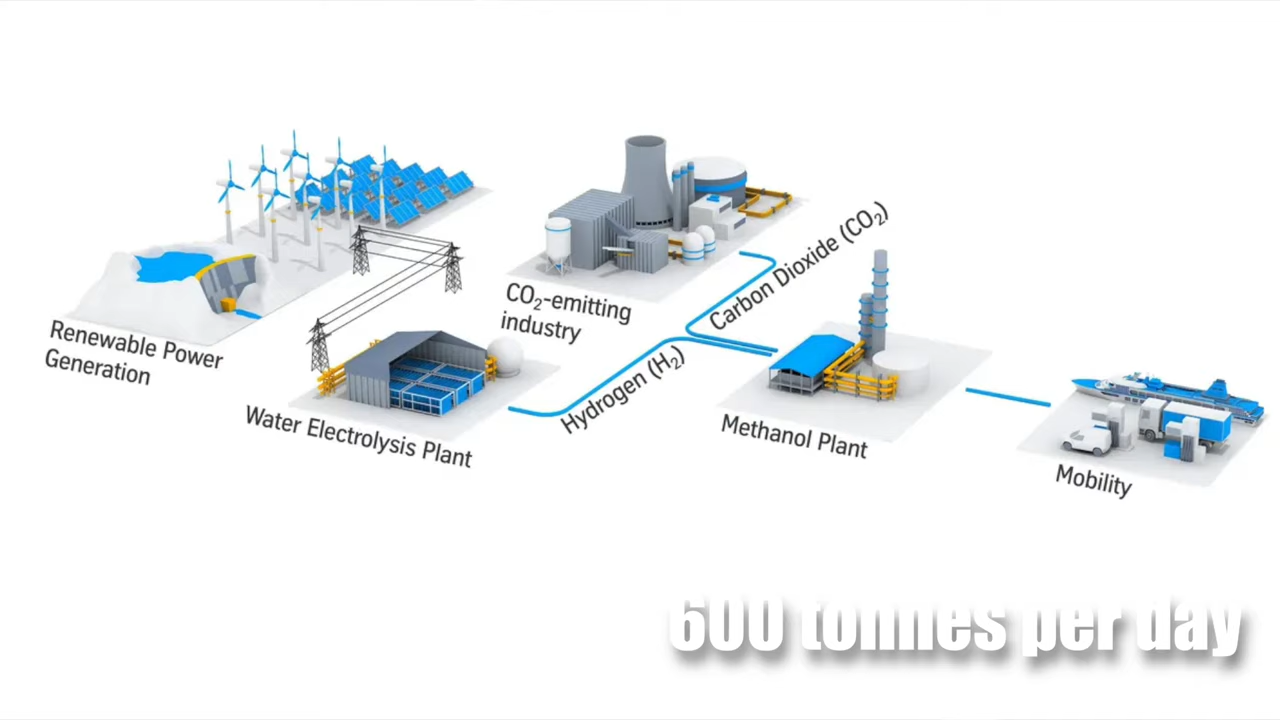 Renewable Power
Generation
Water Electrolysis Plant
CO₂-emitting
industry
Carbon Dioxide (CO₂)
Hydrogen (H₂)
Methanol Plant
Mobility
600 tonnes per day